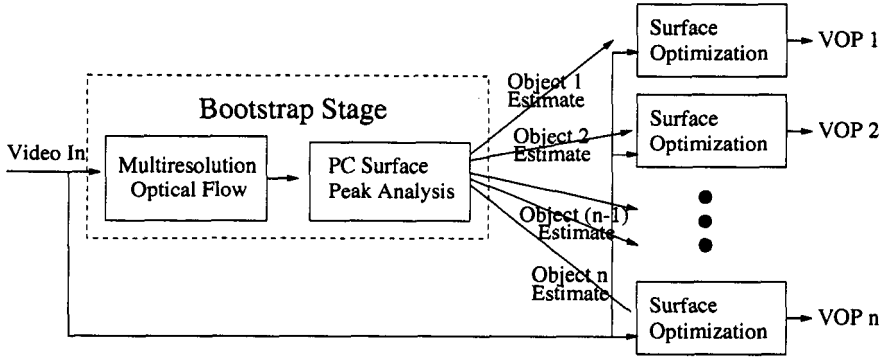 Surface
Optimization
VOP 1
Object 1
Estimate
Bootstrap Stage
Surface
Optimization
VOP 2
Object 2
Estimate
Video In
Multiresolution
Optical Flow
PC Surface
Peak Analysis
Object (n-1)
Estimate
Object n
Estimate
Surface
Optimization
VOP n